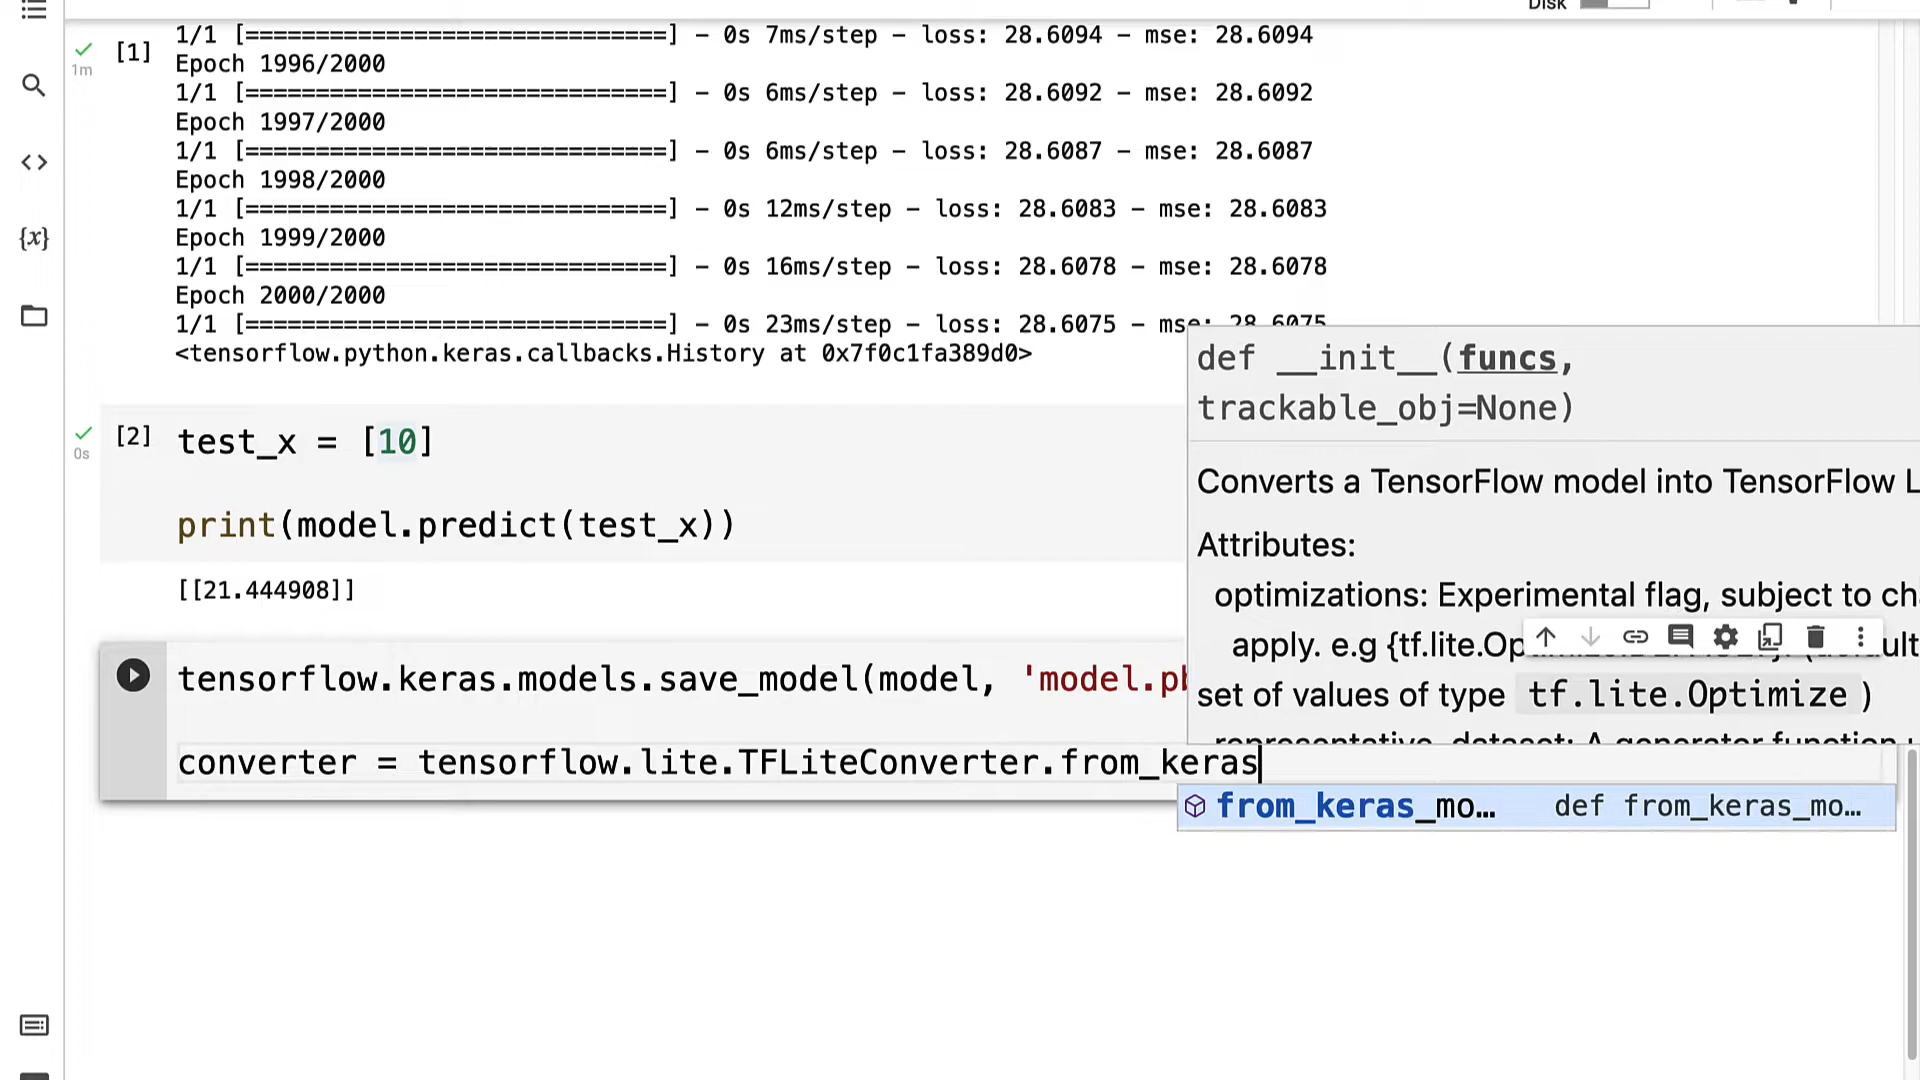 Disk
1/1 [==============================] - 0s 7ms/step - loss: 28.6094 - mse: 28.6094
[1]
1m
Epoch 1996/2000
1/1 [==============================] - 0s 6ms/step - loss: 28.6092 - mse: 28.6092
Epoch 1997/2000
1/1 [==============================] - 0s 6ms/step - loss: 28.6087 - mse: 28.6087
Epoch 1998/2000
1/1 [==============================] - 0s 12ms/step - loss: 28.6083 - mse: 28.6083
{x}
Epoch 1999/2000
1/1 [==============================] - 0s 16ms/step - loss: 28.6078 - mse: 28.6078
Epoch 2000/2000
1/1 [==============================] - 0s 23ms/step - loss: 28.6075 - mse: 28.6075
<tensorflow.python.keras.callbacks.History at 0x7f0c1fa389d0>
def __init__(funcs,
trackable_obj=None)
[2] test_x = [10]
0s
Converts a TensorFlow model into TensorFlow L
print(model.predict(test_x))
Attributes:
[[21.444908]]
optimizations: Experimental flag, subject to ch
apply. e.g {tf.lite.Op
tensorflow.keras.models.save_model(model, 'model.pb
set of values of type tf.lite.Optimize )
representative_dataset: A generator function
converter = tensorflow.lite.TFLiteConverter.from_keras
from_keras_mo… def from_keras_mo…